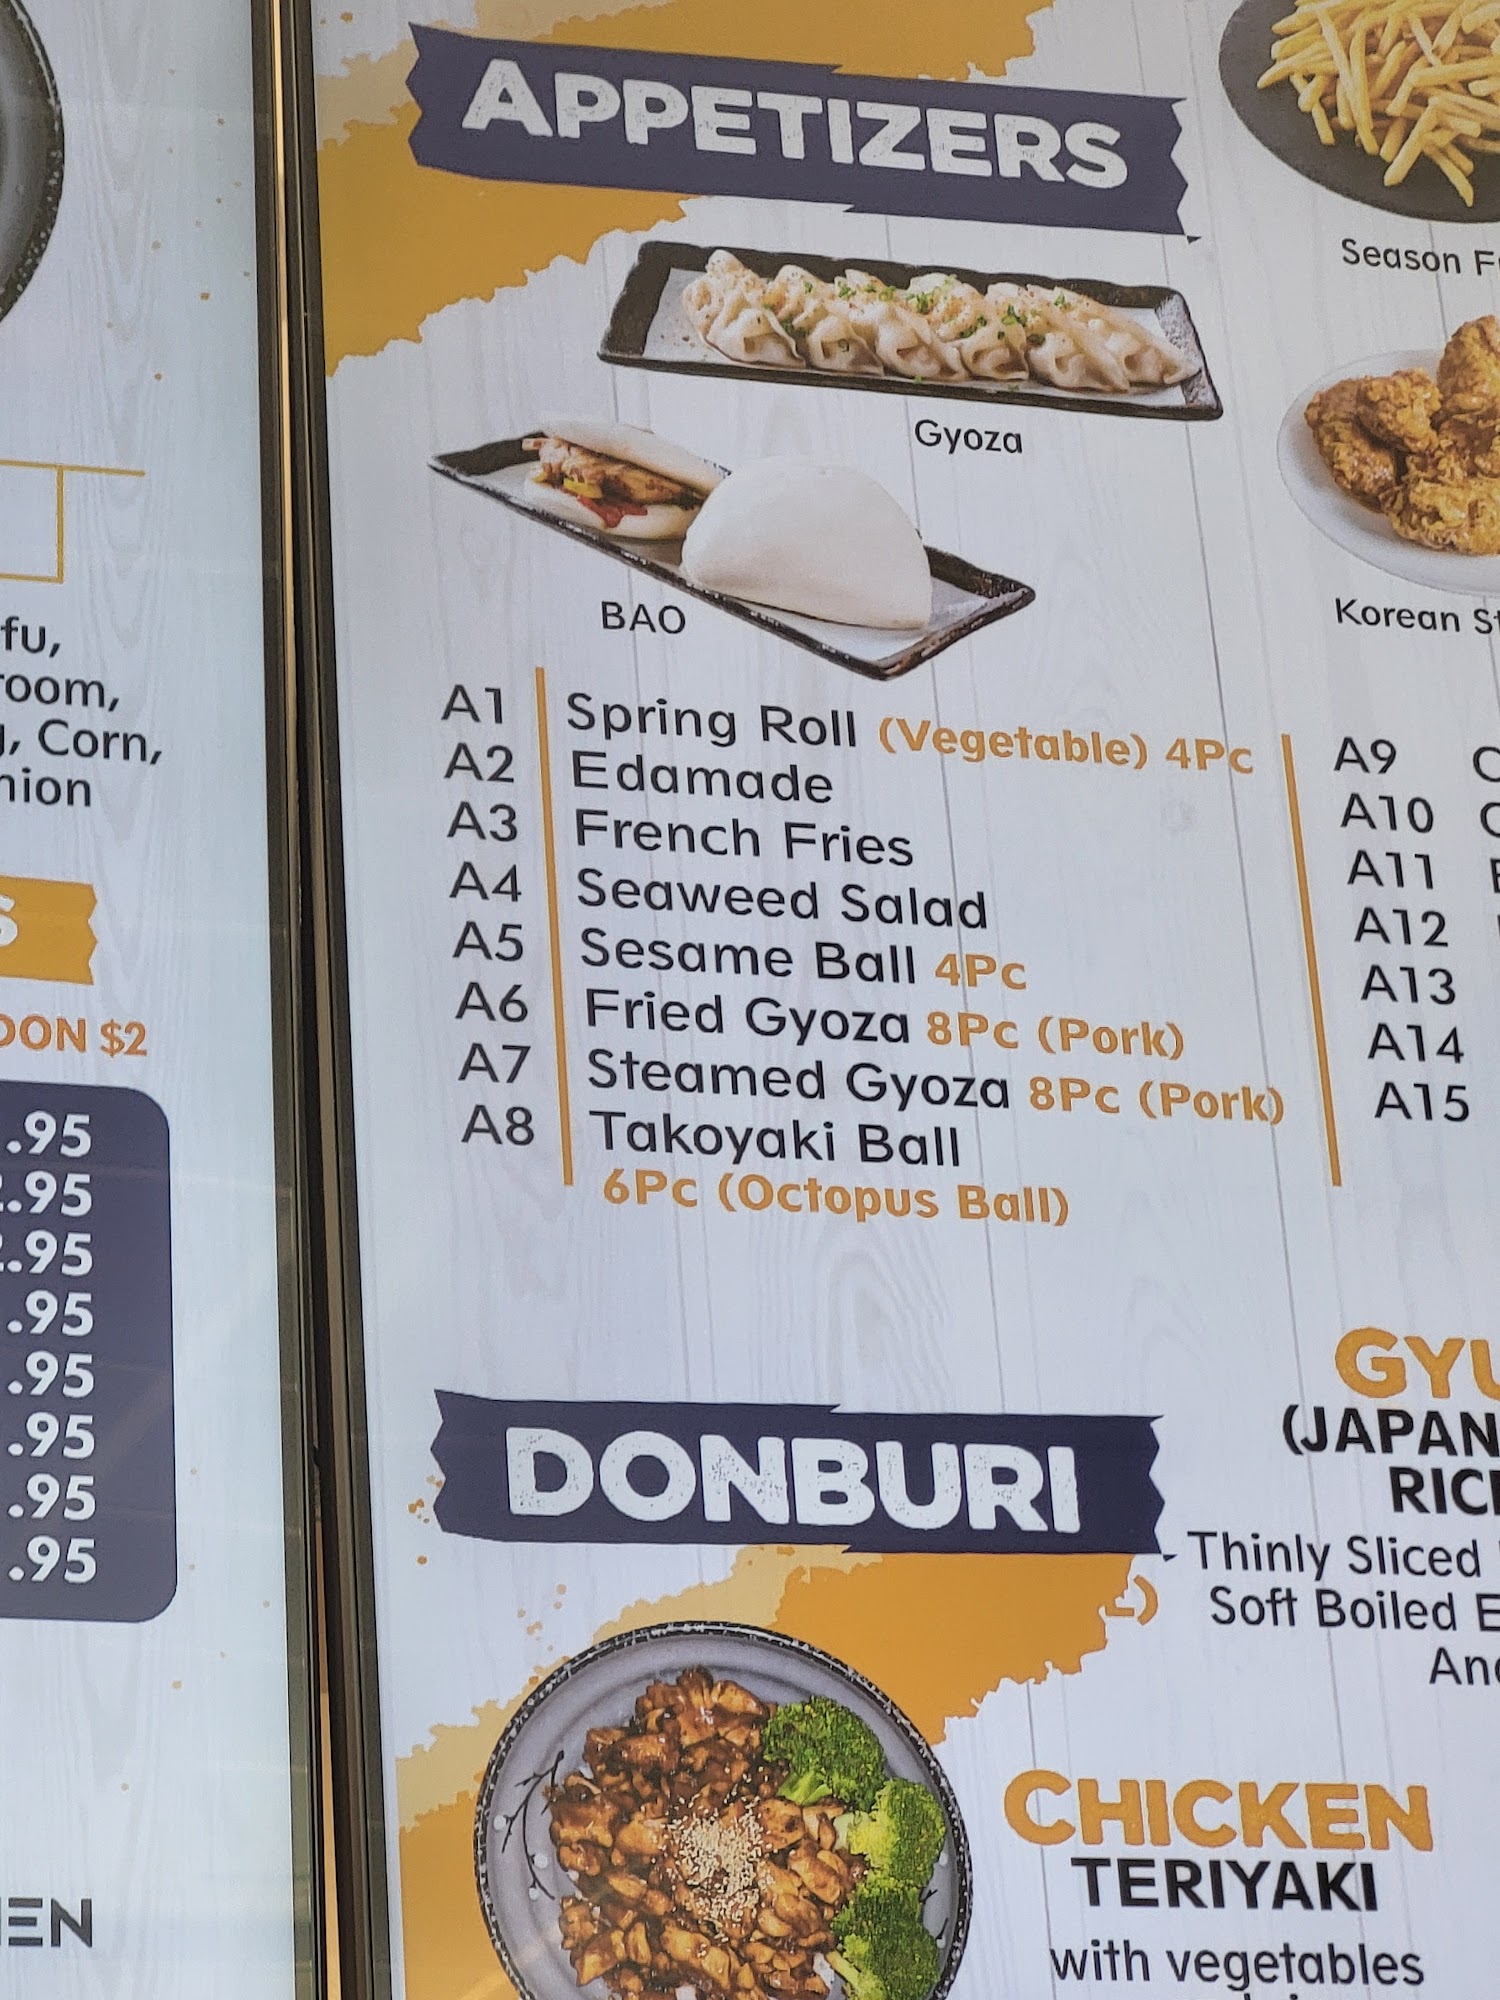 fu,
room,
, Corn,
nion
S
OON $2
.95
.95
.95
.95
.95
.95
.95
.95
EN
APPETIZERS
Gyoza
BAO
Season
Korean
A1 Spring Roll (Vegetable) 4Pc
A2 Edamade
A3 French Fries
A4 Seaweed Salad
A5 Sesame Ball 4Pc
A6 Fried Gyoza 8Pc (Pork)
A7 Steamed Gyoza 8Pc (Pork)
A8 Takoyaki Ball
6Pc (Octopus Ball)
A9
A10
A11
A12
A13
A14
A15
DONBURI
GYU
(JAPAN
RIC
Thinly Sliced
Soft Boiled
An
CHICKEN
TERIYAKI
with vegetables